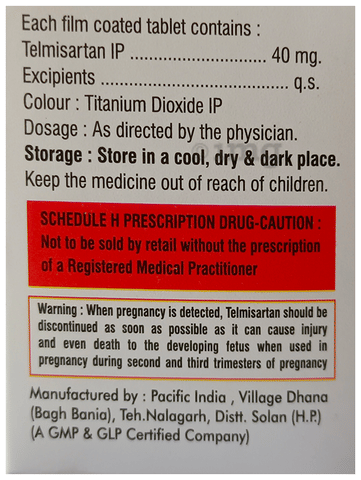 Each film coated tablet contains :
Telmisartan IP ............................ 40 mg.
Excipients ....................................... q.s.
Colour : Titanium Dioxide IP
Dosage : As directed by the physician.
Storage : Store in a cool, dry & dark place.
Keep the medicine out of reach of children.
SCHEDULE H PRESCRIPTION DRUG-CAUTION :
Not to be sold by retail without the prescription
of a Registered Medical Practitioner
Warning : When pregnancy is detected, Telmisartan should be
discontinued as soon as possible as it can cause injury
and even death to the developing fetus when used in
pregnancy during second and third trimesters of pregnancy
Manufactured by : Pacific India , Village Dhana
(Bagh Bania), Teh.Nalagarh, Distt. Solan (H.P.)
(A GMP & GLP Certified Company)